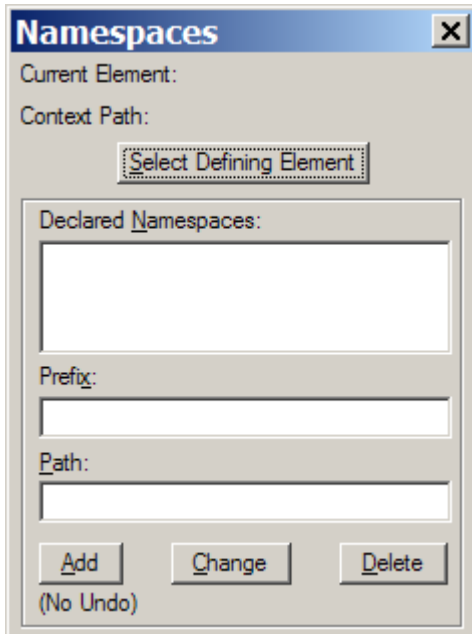 Namespaces
Current Element:
Context Path:
Select Defining Element
Declared Namespaces:
Prefix:
Path:
Add Change Delete
(No Undo)